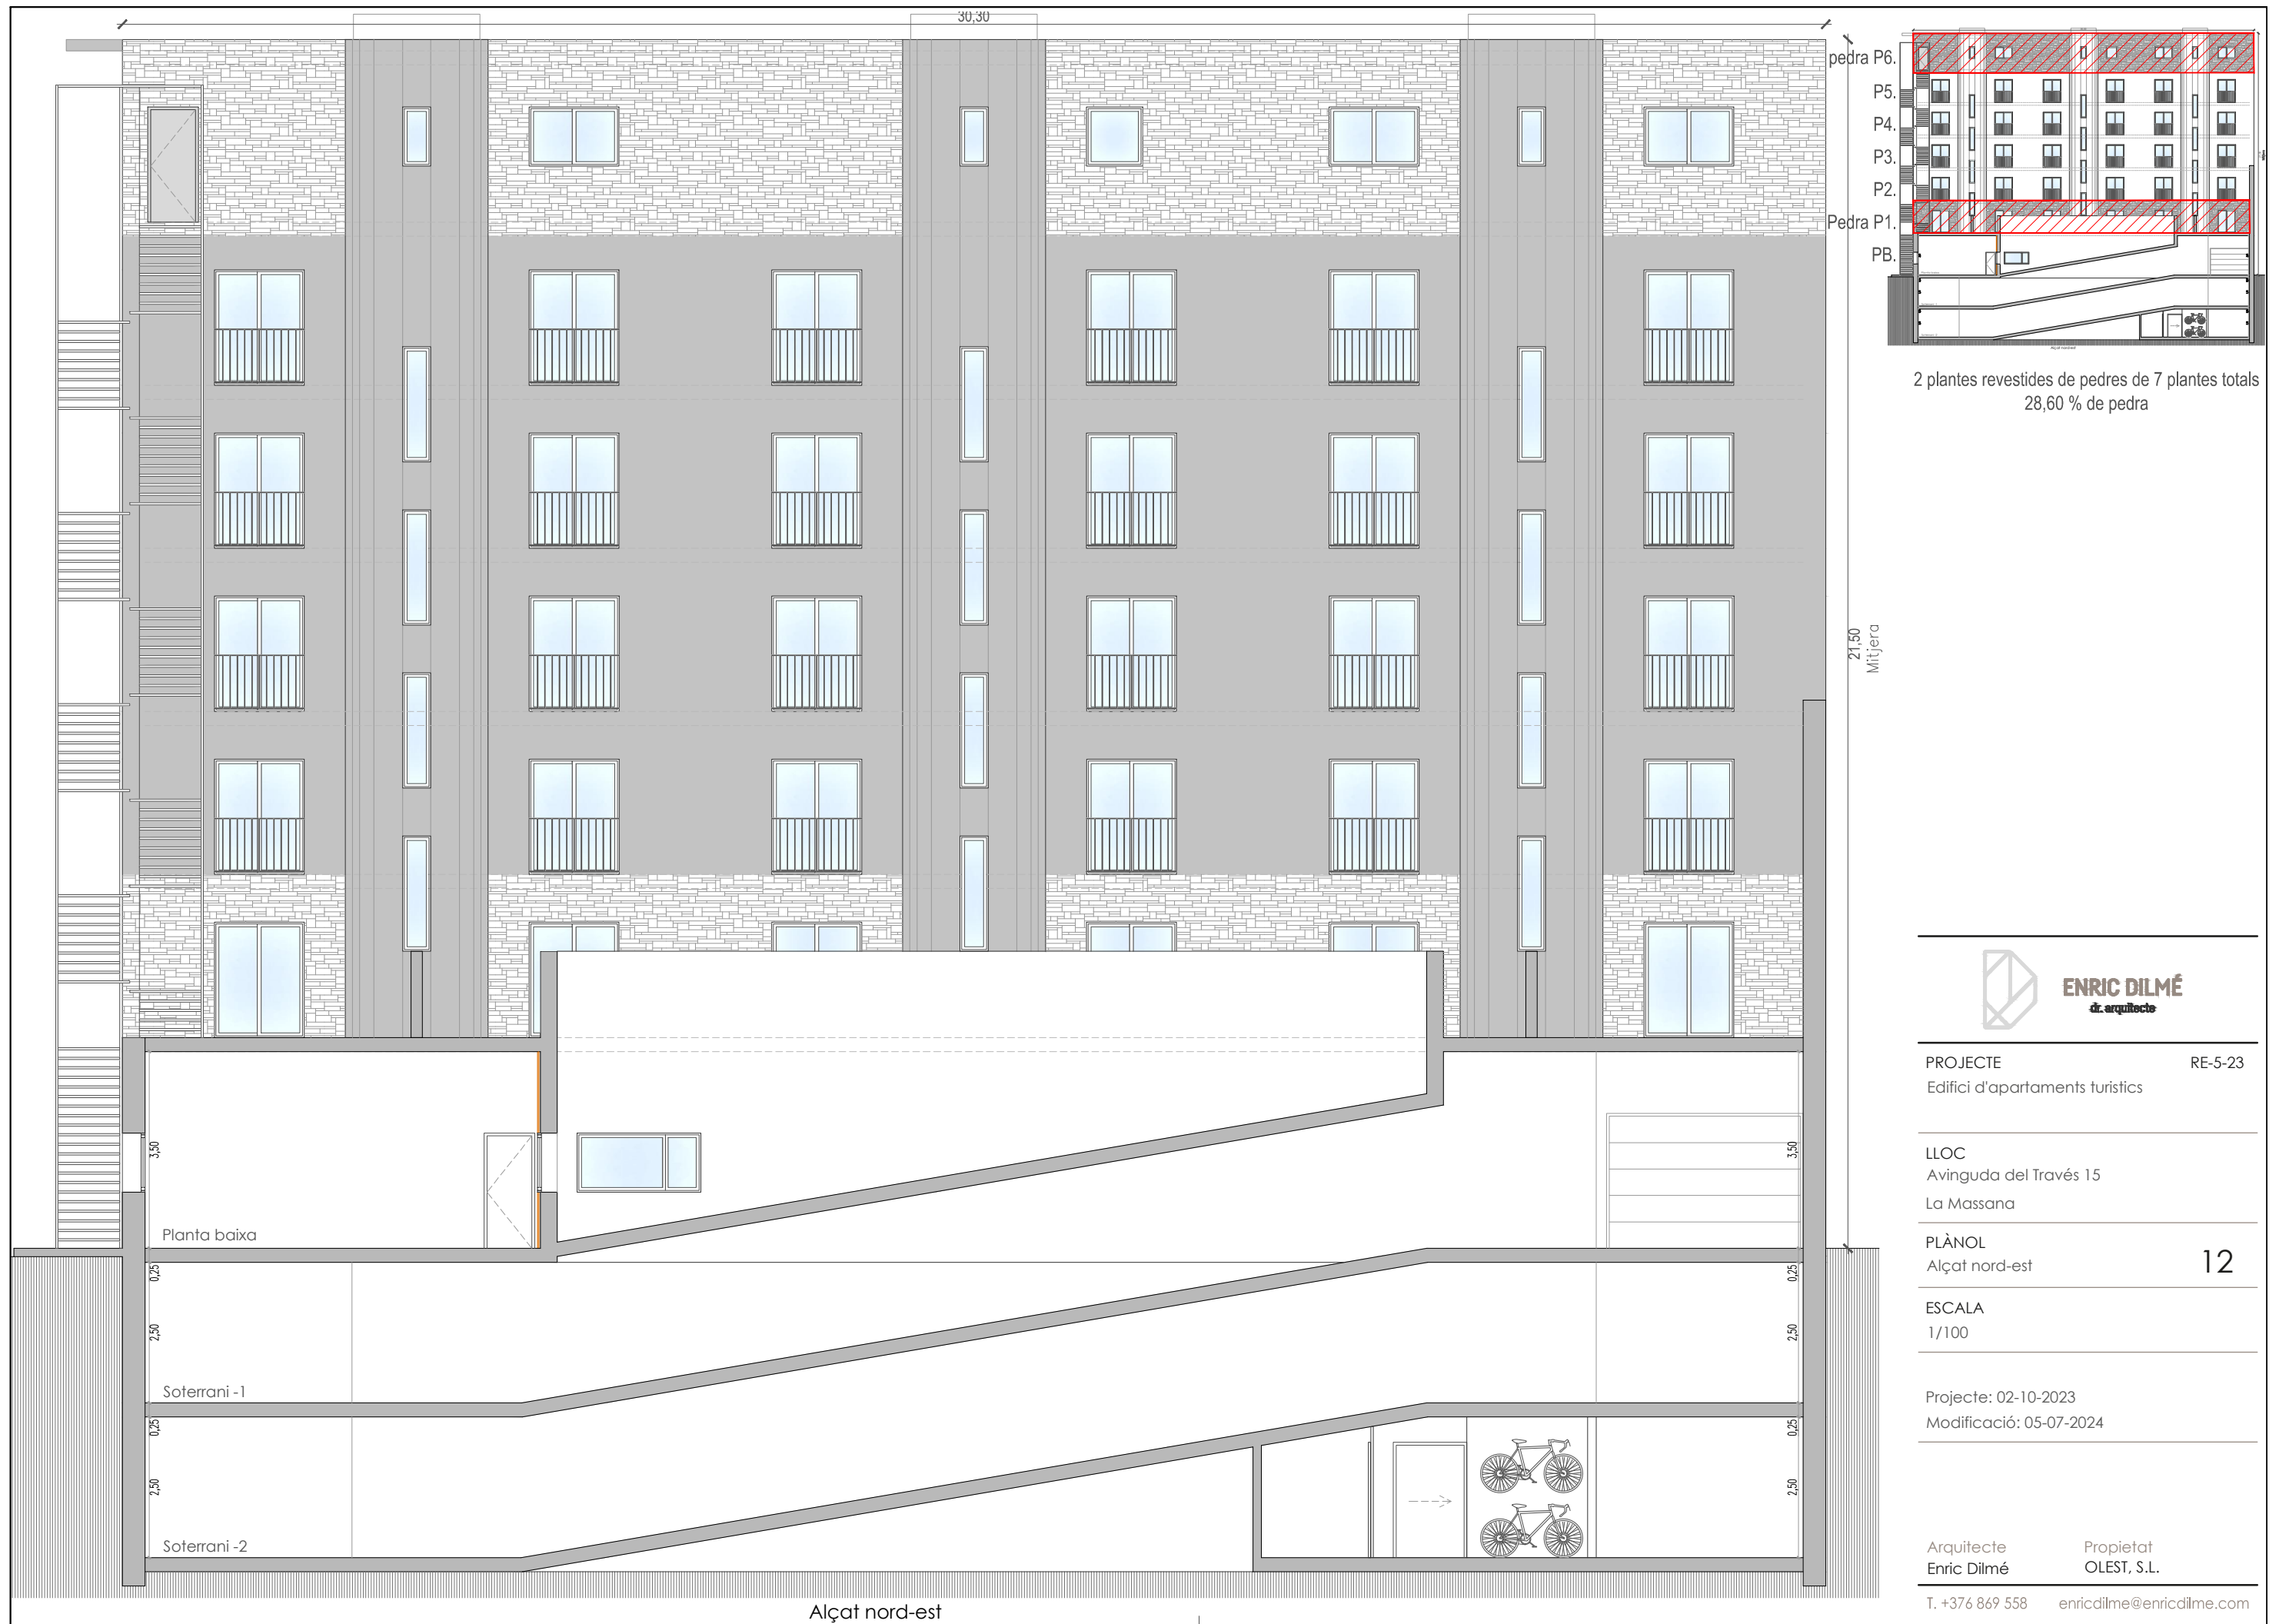 30,30
pedra P6.
P5.
P4.
P3.
P2.
Pedra P1.
PB.
2 plantes revestides de pedres de 7 plantes totals
28,60 % de pedra
21,50
Mitjera
3,50
Planta baixa
0,25
2,50
Soterrani -1
0,25
2,50
Soterrani -2
3,50
0,25
2,50
0,25
2,50
Alçat nord-est
ENRIC DILMÉ
dr. arquitecte
PROJECTE RE-5-23
Edifici d'apartaments turistics
LLOC
Avinguda del Través 15
La Massana
PLÀNOL
Alçat nord-est 12
ESCALA
1/100
Projecte: 02-10-2023
Modificació: 05-07-2024
Arquitecte Propietat
Enric Dilmé OLEST, S.L.
T. +376 869 558 enricdilme@enricdilme.com